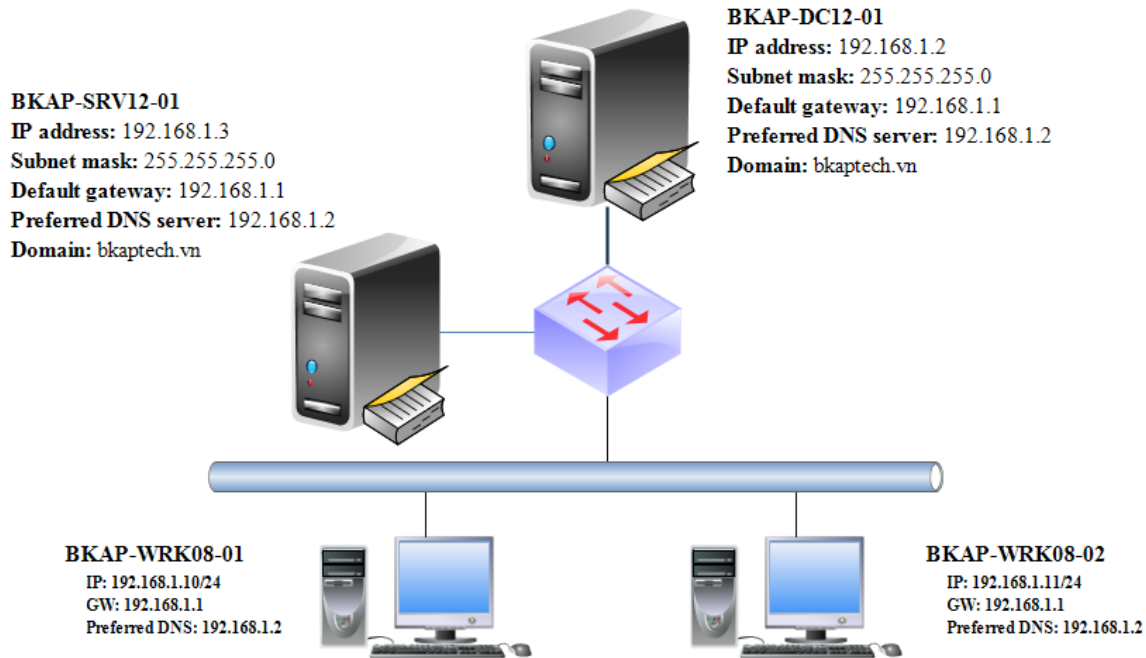 BKAP-DC12-01
IP address: 192.168.1.2
Subnet mask: 255.255.255.0
Default gateway: 192.168.1.1
Preferred DNS server: 192.168.1.2
Domain: bkaptech.vn
BKAP-SRV12-01
IP address: 192.168.1.3
Subnet mask: 255.255.255.0
Default gateway: 192.168.1.1
Preferred DNS server: 192.168.1.2
Domain: bkaptech.vn
BKAP-WRK08-01
IP: 192.168.1.10/24
GW: 192.168.1.1
Preferred DNS: 192.168.1.2
BKAP-WRK08-02
IP: 192.168.1.11/24
GW: 192.168.1.1
Preferred DNS: 192.168.1.2